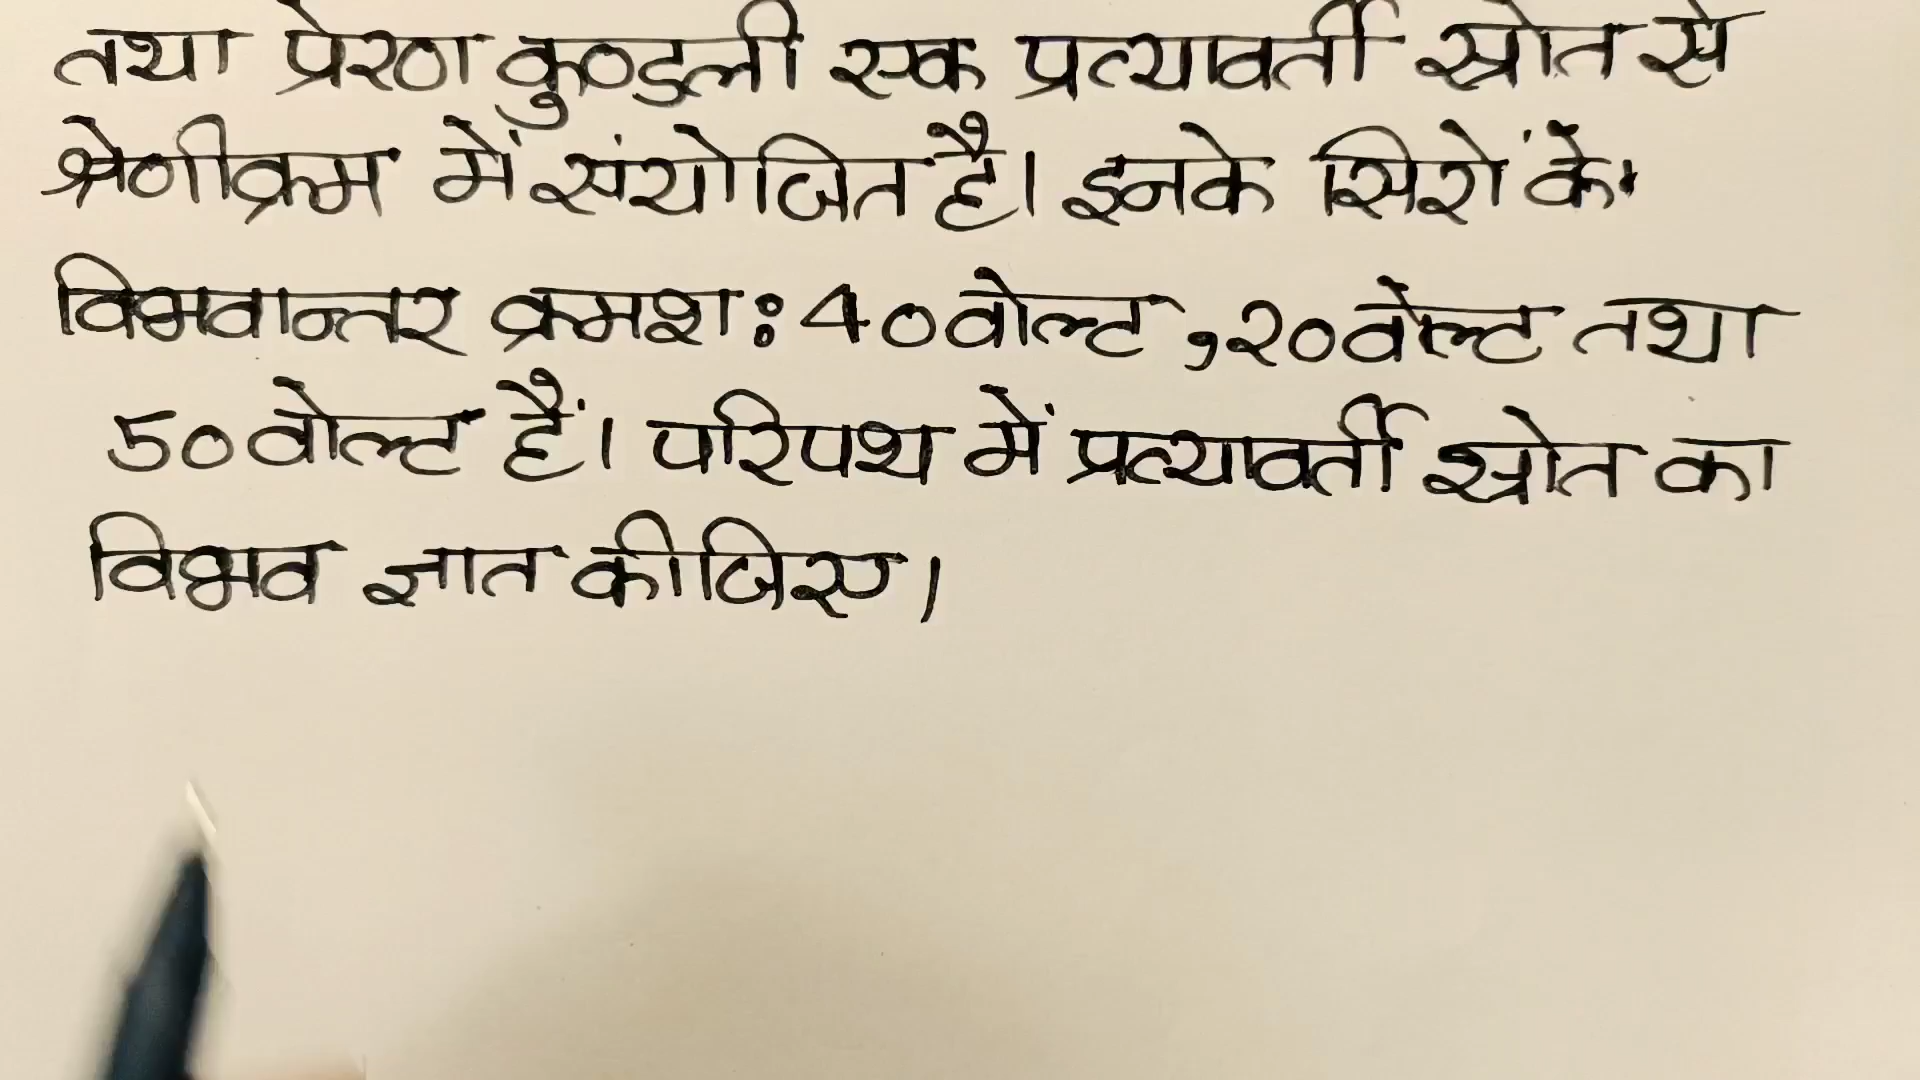 तथा प्रेरण कुण्डली एक प्रत्यावर्ती स्रोत से
श्रेणीक्रम में संयोजित है। इनके सिरों के
विभवान्तर क्रमशः 40 वोल्ट , 20 वोल्ट तथा
50 वोल्ट हैं। परिपथ में प्रत्यावर्ती स्रोत का
विभव ज्ञात कीजिए।